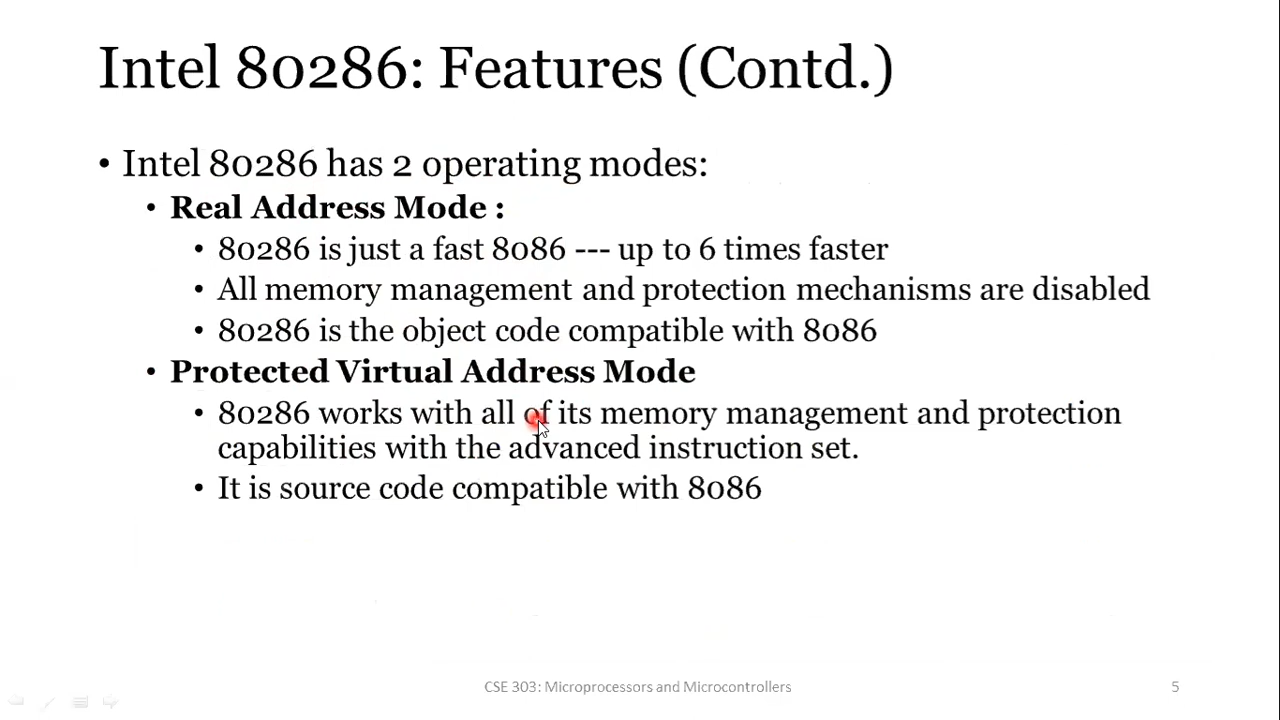 Intel 80286: Features (Contd.)
• Intel 80286 has 2 operating modes:
• Real Address Mode :
• 80286 is just a fast 8086 --- up to 6 times faster
• All memory management and protection mechanisms are disabled
• 80286 is the object code compatible with 8086
• Protected Virtual Address Mode
• 80286 works with all of its memory management and protection
capabilities with the advanced instruction set.
• It is source code compatible with 8086
CSE 303: Microprocessors and Microcontrollers
5